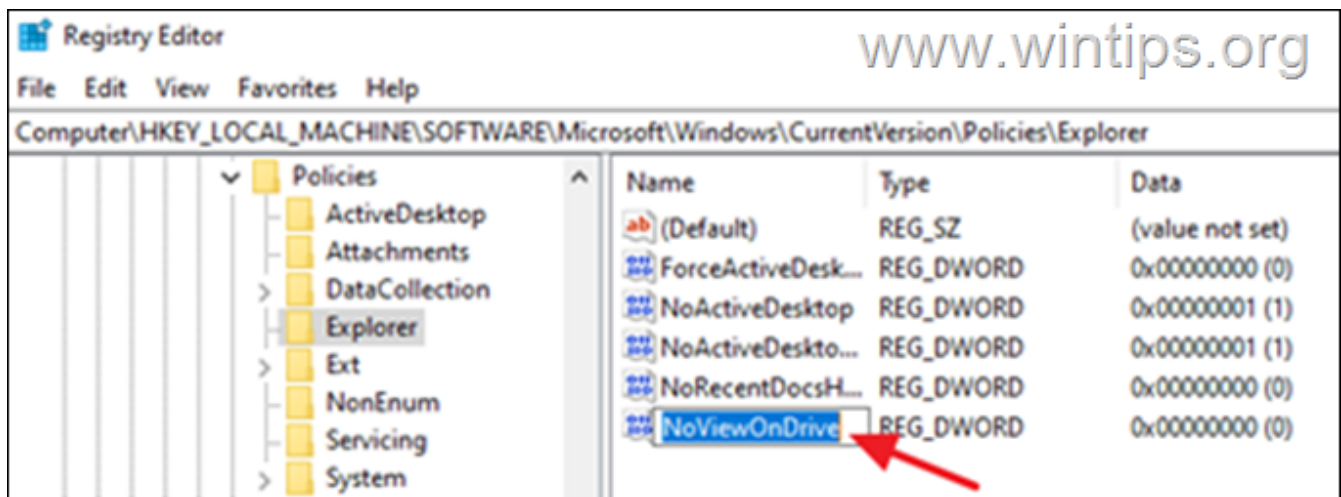 Registry Editor
www.wintips.org
File Edit View Favorites Help
Computer\HKEY_LOCAL_MACHINE\SOFTWARE\Microsoft\Windows\CurrentVersion\Policies\Explorer
Policies
ActiveDesktop
Attachments
DataCollection
Explorer
Ext
NonEnum
Servicing
System
Name Type Data
ab (Default) REG_SZ (value not set)
ForceActiveDesk... REG_DWORD 0x00000000 (0)
NoActiveDesktop REG_DWORD 0x00000001 (1)
NoActiveDeskto... REG_DWORD 0x00000001 (1)
NoRecentDocsH... REG_DWORD 0x00000000 (0)
NoViewOnDrive REG_DWORD 0x00000000 (0)